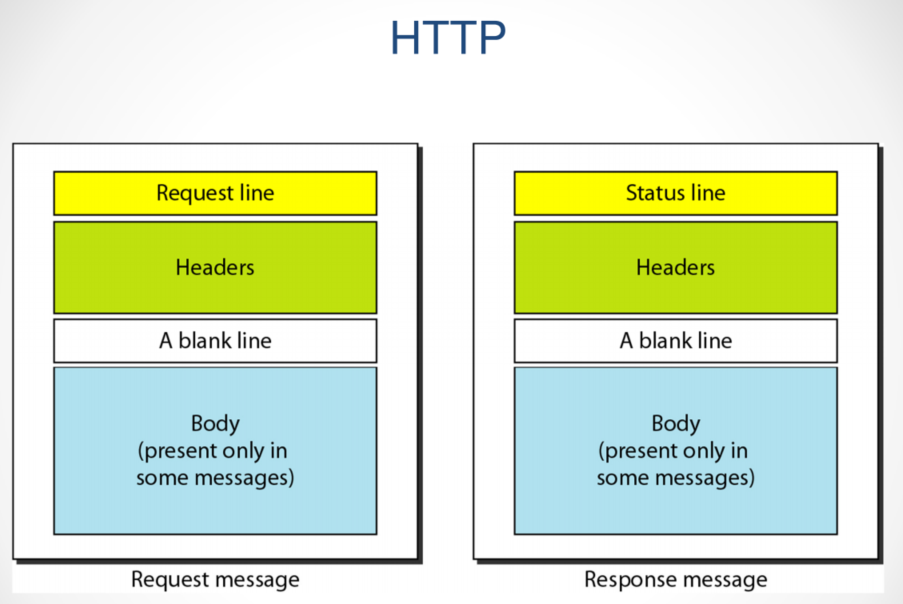 HTTP
Request line
Headers
A blank line
Body
(present only in
some messages)
Request message
Status line
Headers
A blank line
Body
(present only in
some messages)
Response message